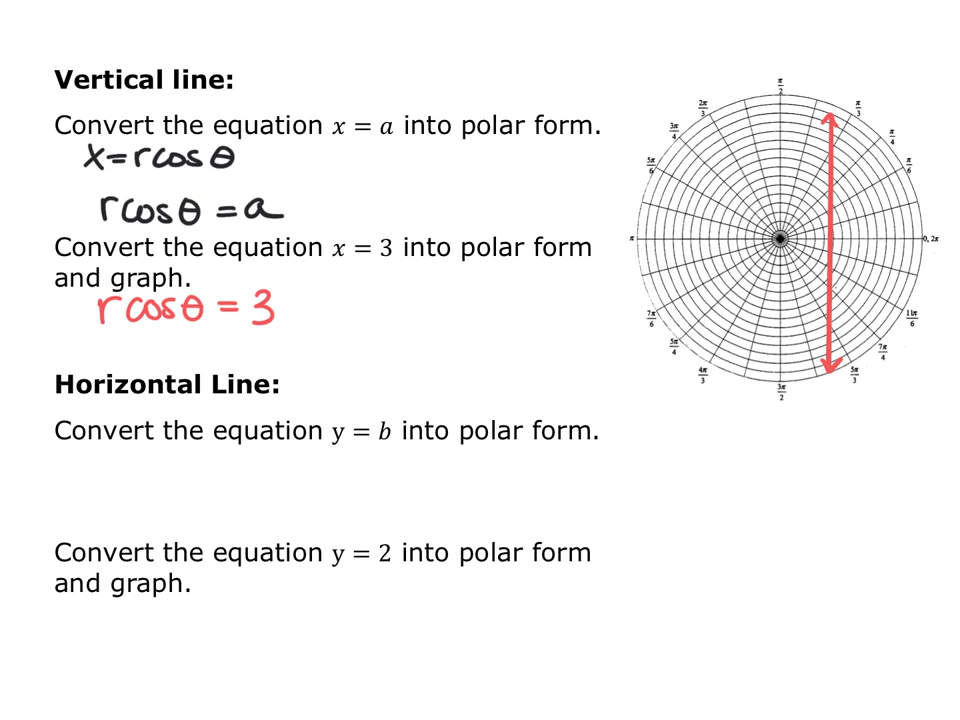 Vertical line:
Convert the equation x = a into polar form.
x = r cos θ
r cos θ = a
Convert the equation x = 3 into polar form
and graph.
r cos θ = 3
Horizontal Line:
Convert the equation y = b into polar form.
Convert the equation y = 2 into polar form
and graph.
π/2
2π/3
π/3
3π/4
π/4
5π/6
π/6
π
0, 2π
7π/6
11π/6
5π/4
7π/4
4π/3
5π/3
3π/2